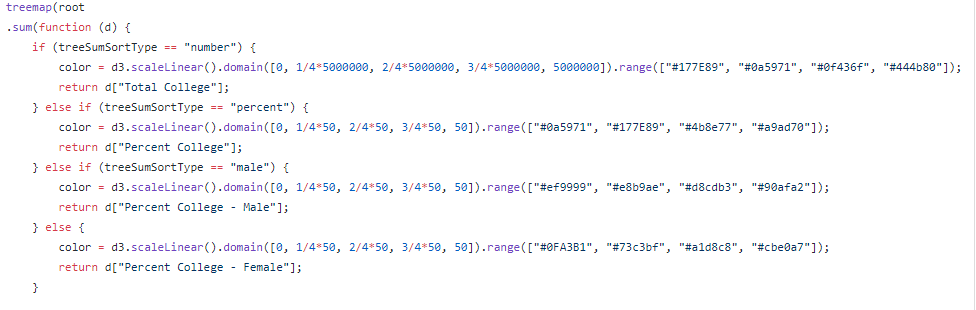 treemap(root
.sum(function (d) {
    if (treeSumSortType == "number") {
        color = d3.scaleLinear().domain([0, 1/4*5000000, 2/4*5000000, 3/4*5000000, 5000000]).range(["#177E89", "#0a5971", "#0f436f", "#444b80"]);
        return d["Total College"];
    } else if (treeSumSortType == "percent") {
        color = d3.scaleLinear().domain([0, 1/4*50, 2/4*50, 3/4*50, 50]).range(["#0a5971", "#177E89", "#4b8e77", "#a9ad70"]);
        return d["Percent College"];
    } else if (treeSumSortType == "male") {
        color = d3.scaleLinear().domain([0, 1/4*50, 2/4*50, 3/4*50, 50]).range(["#ef9999", "#e8b9ae", "#d8cdb3", "#90afa2"]);
        return d["Percent College - Male"];
    } else {
        color = d3.scaleLinear().domain([0, 1/4*50, 2/4*50, 3/4*50, 50]).range(["#0FA3B1", "#73c3bf", "#a1d8c8", "#cbe0a7"]);
        return d["Percent College - Female"];
    }